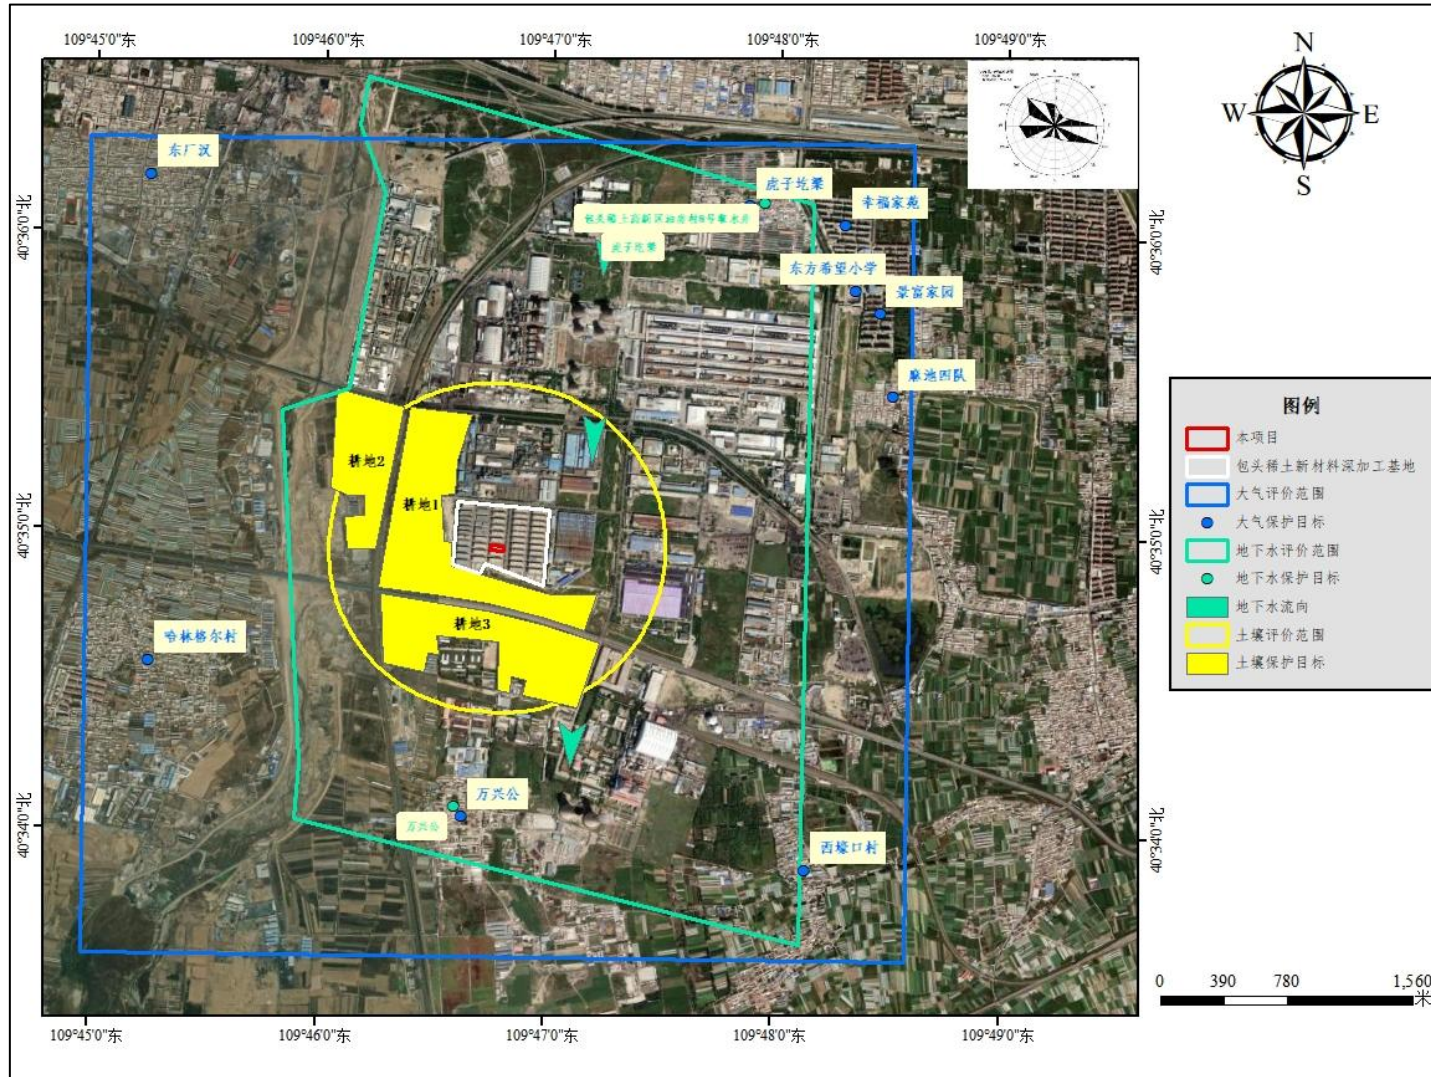 109°45'0"东
109°46'0"东
109°47'0"东
109°48'0"东
109°49'0"东
N
W
E
S
东厂汉
虎子圪梁
幸福家苑
虎子圪梁
东方希望小学
景富家园
麻池四队
40°36'0"北
40°36'0"北
耕地2
耕地1
40°35'0"北
40°35'0"北
耕地3
哈林格尔村
万兴公
万兴公
西壕口村
40°34'0"北
40°34'0"北
图例
本项目
包头稀土新材料深加工基地
大气评价范围
大气保护目标
地下水评价范围
地下水保护目标
地下水流向
土壤评价范围
土壤保护目标
0 390 780 1,560
米
109°45'0"东
109°46'0"东
109°47'0"东
109°48'0"东
109°49'0"东